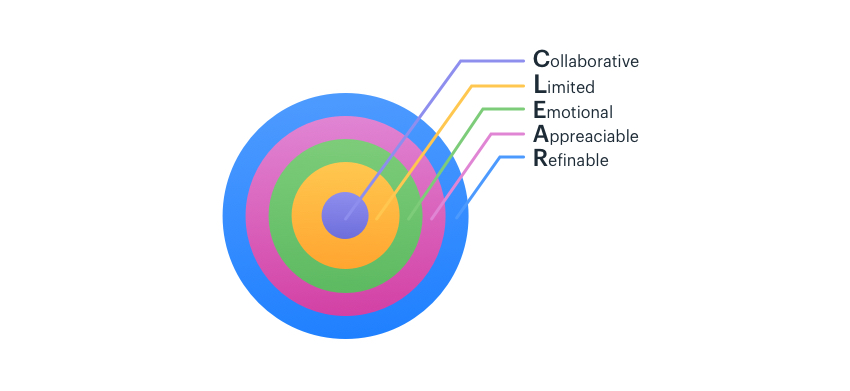 Collaborative
Limited
Emotional
Appreaciable
Refinable